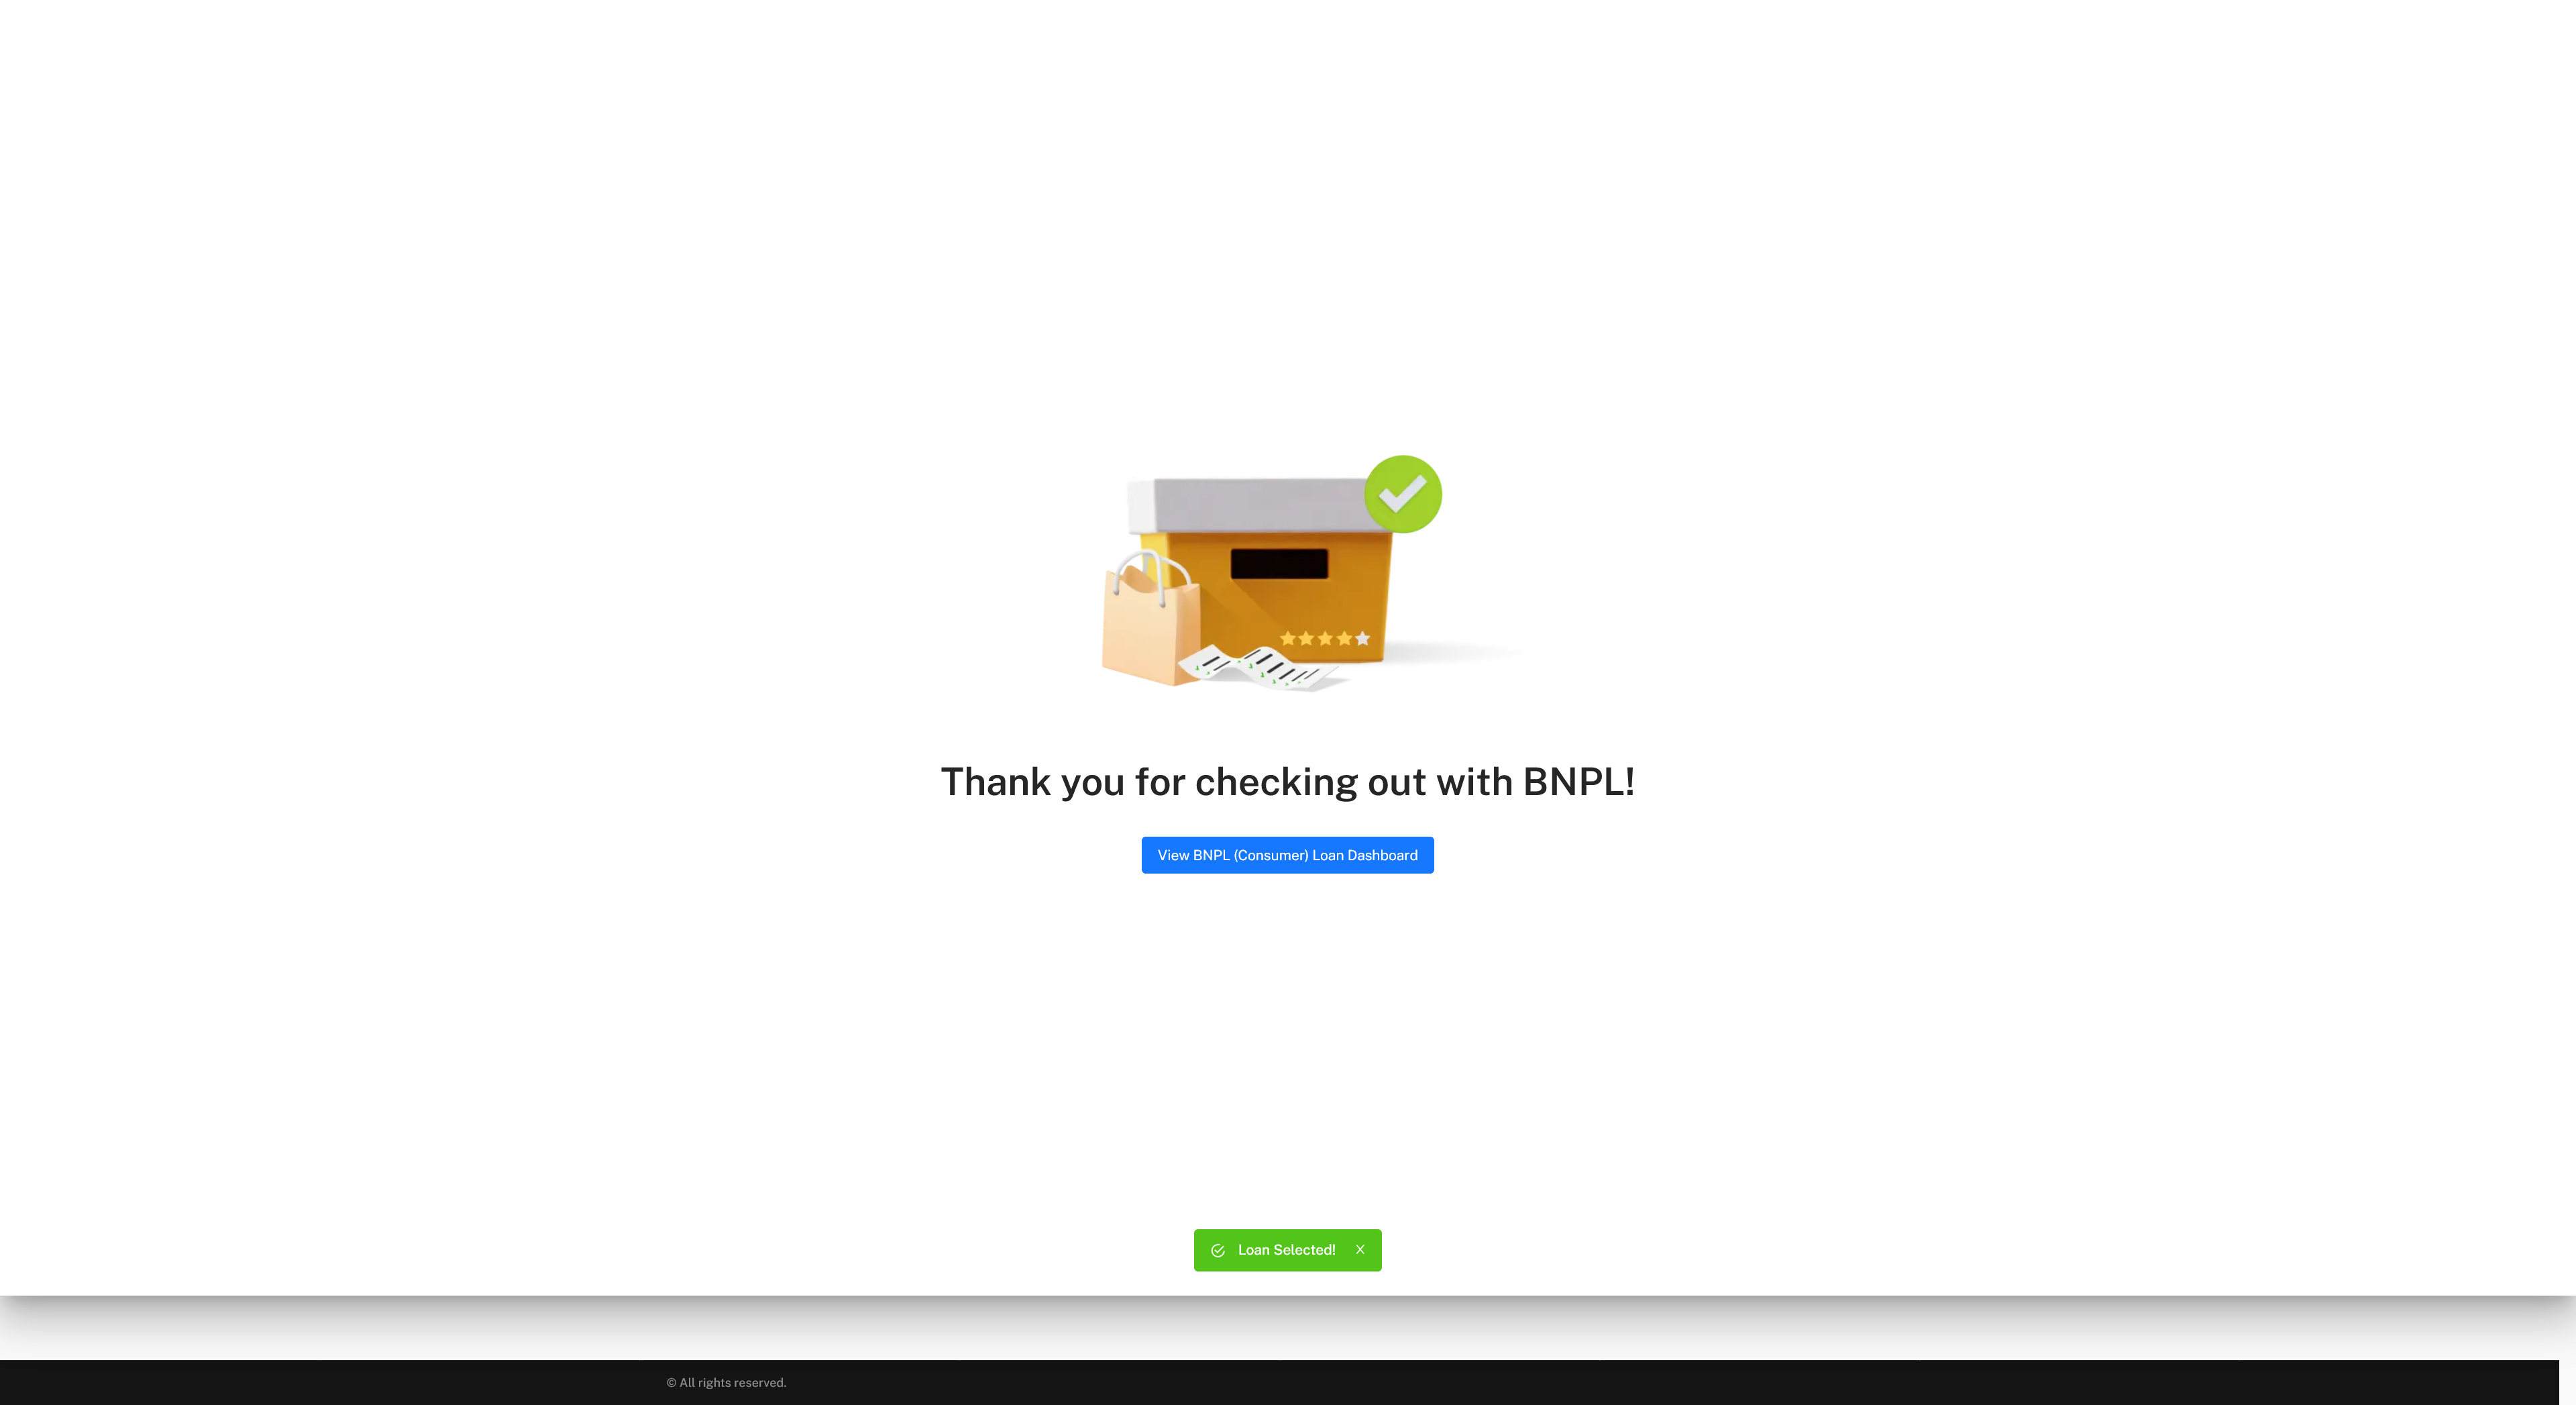 Thank you for checking out with BNPL!
View BNPL (Consumer) Loan Dashboard
Loan Selected! X
© All rights reserved.